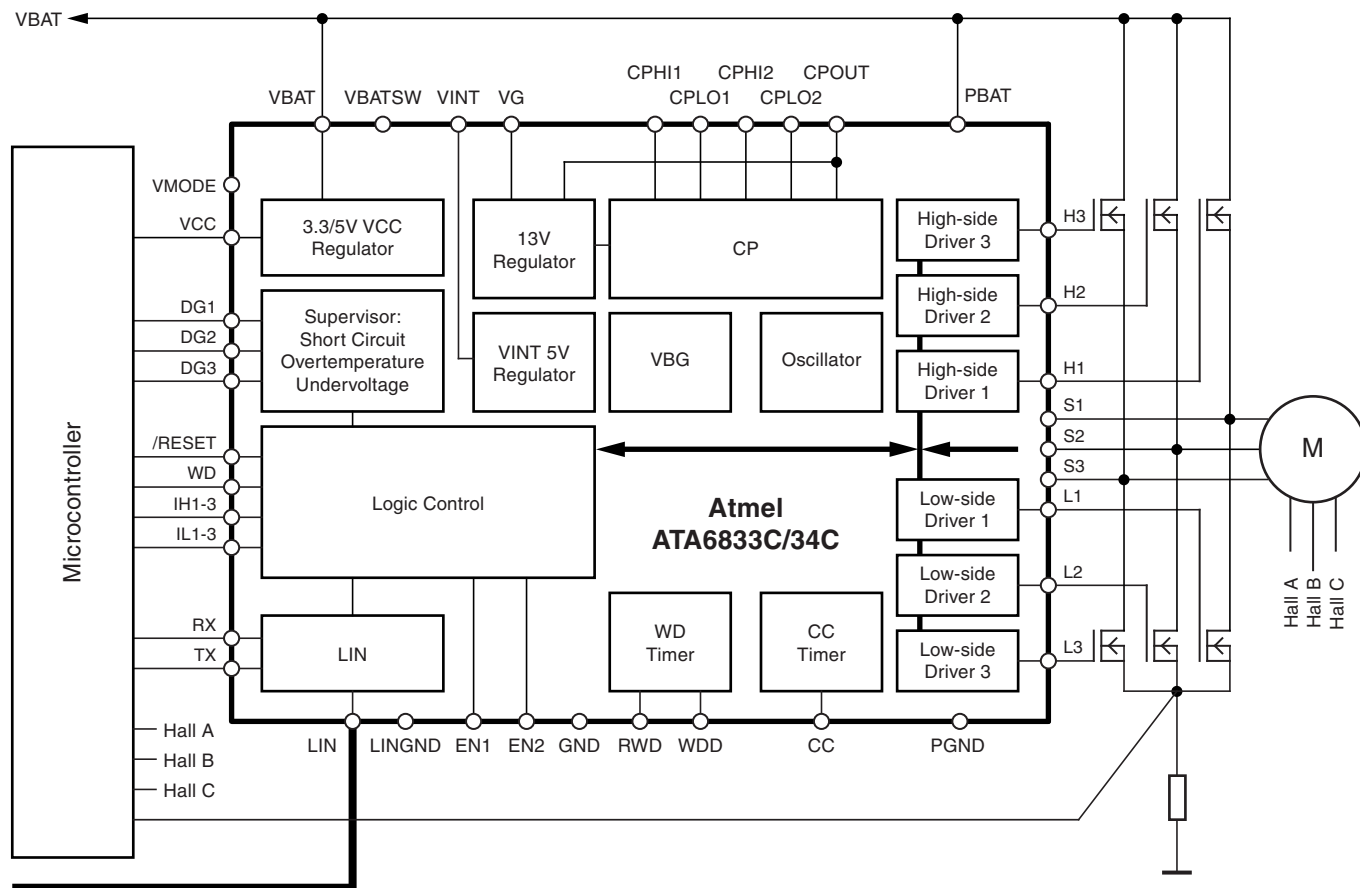 VBAT
CPHI1
CPHI2
CPOUT
VBAT
VBATSW
VINT
VG
CPLO1
CPLO2
PBAT
VMODE
VCC
3.3/5V VCC
Regulator
13V
Regulator
CP
High-side
Driver 3
H3
High-side
Driver 2
H2
DG1
DG2
DG3
Supervisor:
Short Circuit
Overtemperature
Undervoltage
VINT 5V
Regulator
VBG
Oscillator
High-side
Driver 1
H1
S1
S2
S3
M
Microcontroller
/RESET
WD
IH1-3
IL1-3
Logic Control
Atmel
ATA6833C/34C
Low-side
Driver 1
L1
Low-side
Driver 2
L2
Hall A
Hall B
Hall C
RX
TX
LIN
WD
Timer
CC
Timer
Low-side
Driver 3
L3
Hall A
Hall B
Hall C
LIN
LINGND
EN1
EN2
GND
RWD
WDD
CC
PGND